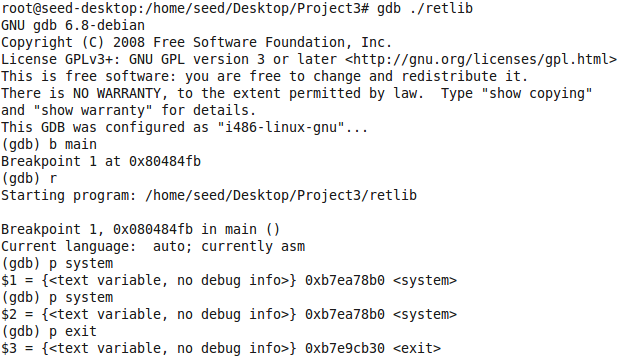 root@seed-desktop:/home/seed/Desktop/Project3# gdb ./retlib
GNU gdb 6.8-debian
Copyright (C) 2008 Free Software Foundation, Inc.
License GPLv3+: GNU GPL version 3 or later <http://gnu.org/licenses/gpl.html>
This is free software: you are free to change and redistribute it.
There is NO WARRANTY, to the extent permitted by law.  Type "show copying"
and "show warranty" for details.
This GDB was configured as "i486-linux-gnu"...
(gdb) b main
Breakpoint 1 at 0x80484fb
(gdb) r
Starting program: /home/seed/Desktop/Project3/retlib

Breakpoint 1, 0x080484fb in main ()
Current language:  auto; currently asm
(gdb) p system
$1 = {<text variable, no debug info>} 0xb7ea78b0 <system>
(gdb) p system
$2 = {<text variable, no debug info>} 0xb7ea78b0 <system>
(gdb) p exit
$3 = {<text variable, no debug info>} 0xb7e9cb30 <exit>